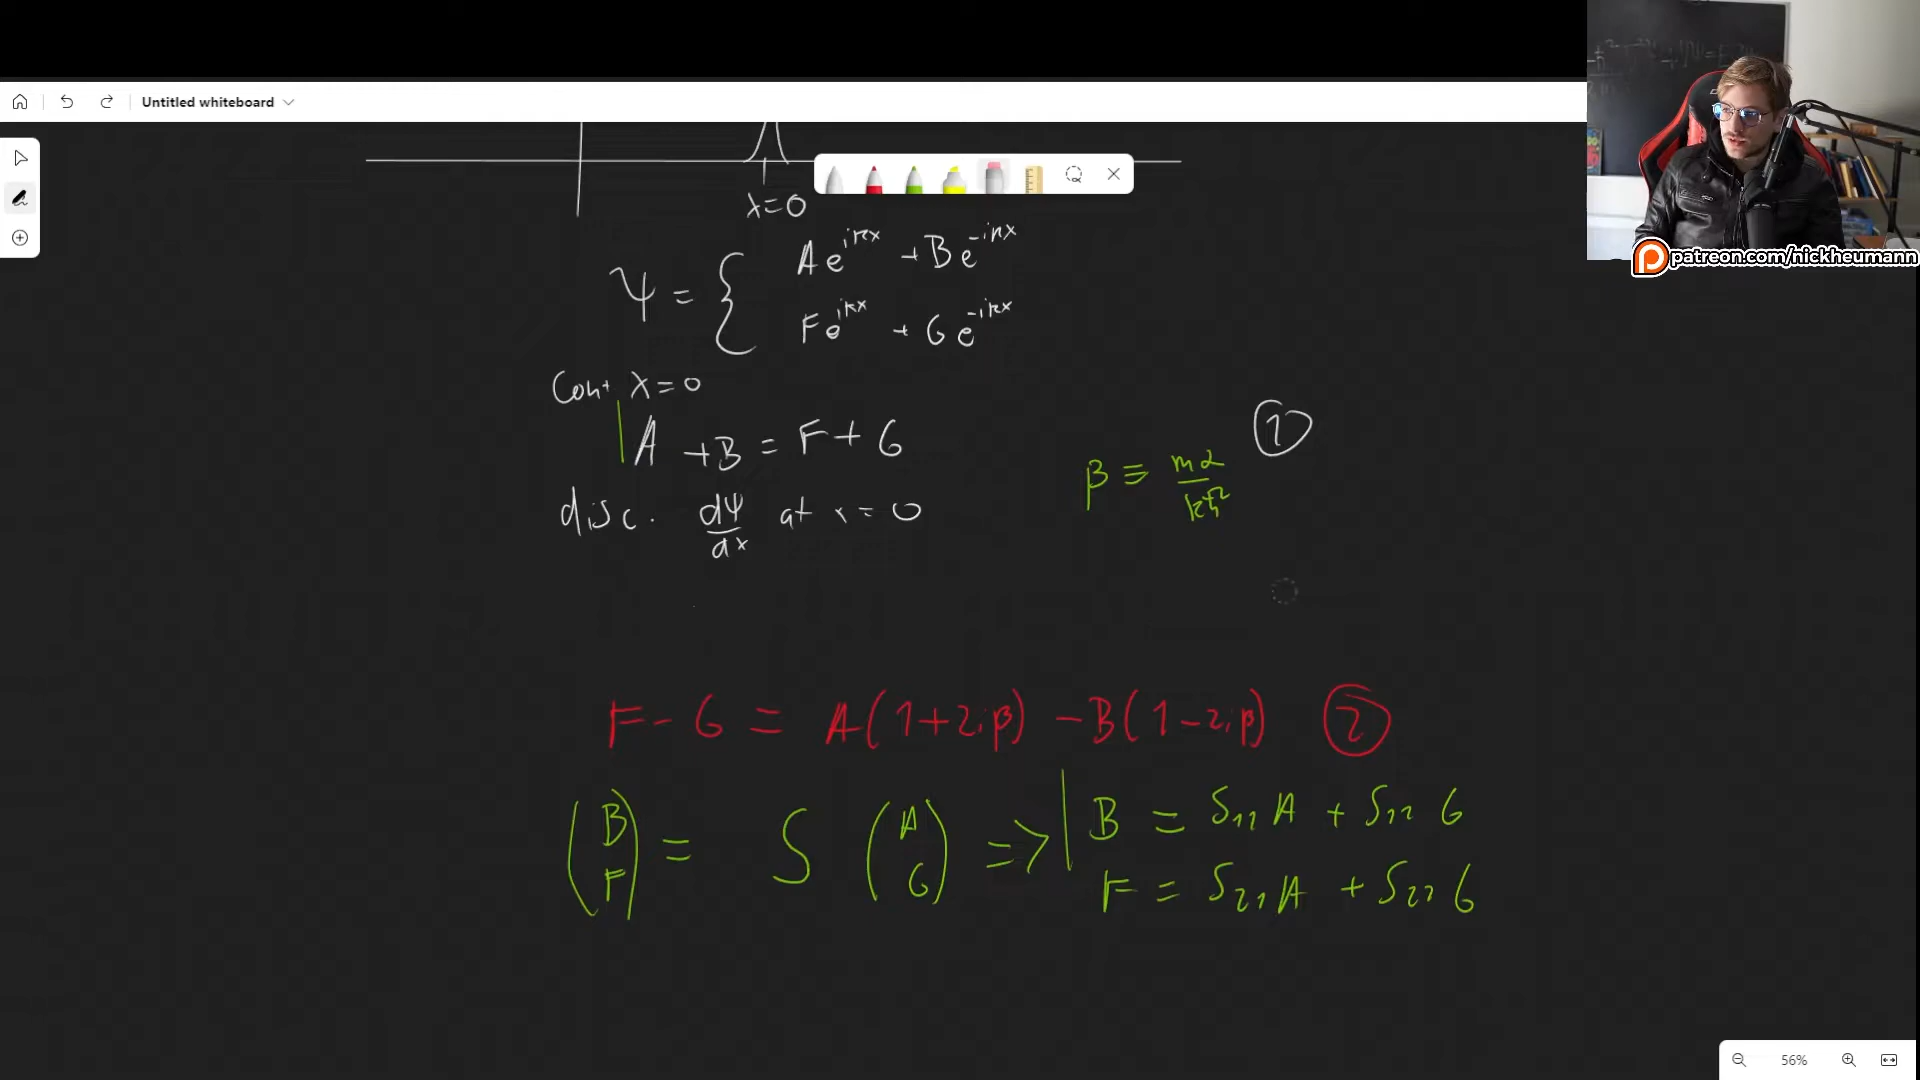 Untitled whiteboard
patreon.com/nickheumann
x=0
Ψ = { Ae^{ikx} + Be^{-ikx}
Fe^{ikx} + Ge^{-ikx}
Cont x=0
A + B = F + G
①
β ≡ mα/kħ²
disc. dΨ/dx at x = 0
F - G = A(1+2iβ) - B(1-2iβ) ②
(B F) = S (A G) => B = S₁₁ A + S₁₂ G
F = S₂₁ A + S₂₂ G
56%